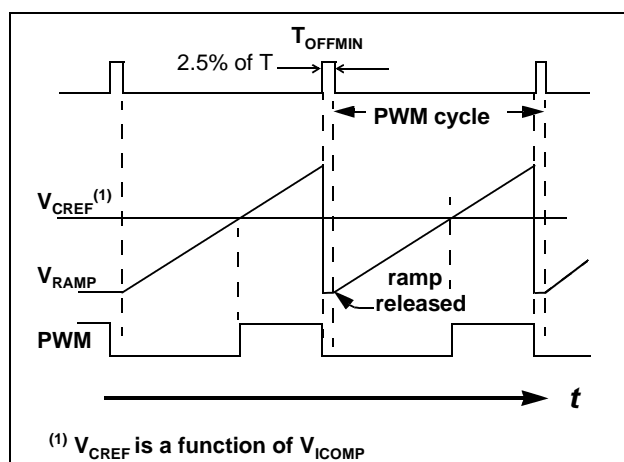 T_OFFMIN
2.5% of T
PWM cycle
V_CREF(1)
V_RAMP
ramp
released
PWM
t
(1) V_CREF is a function of V_ICOMP